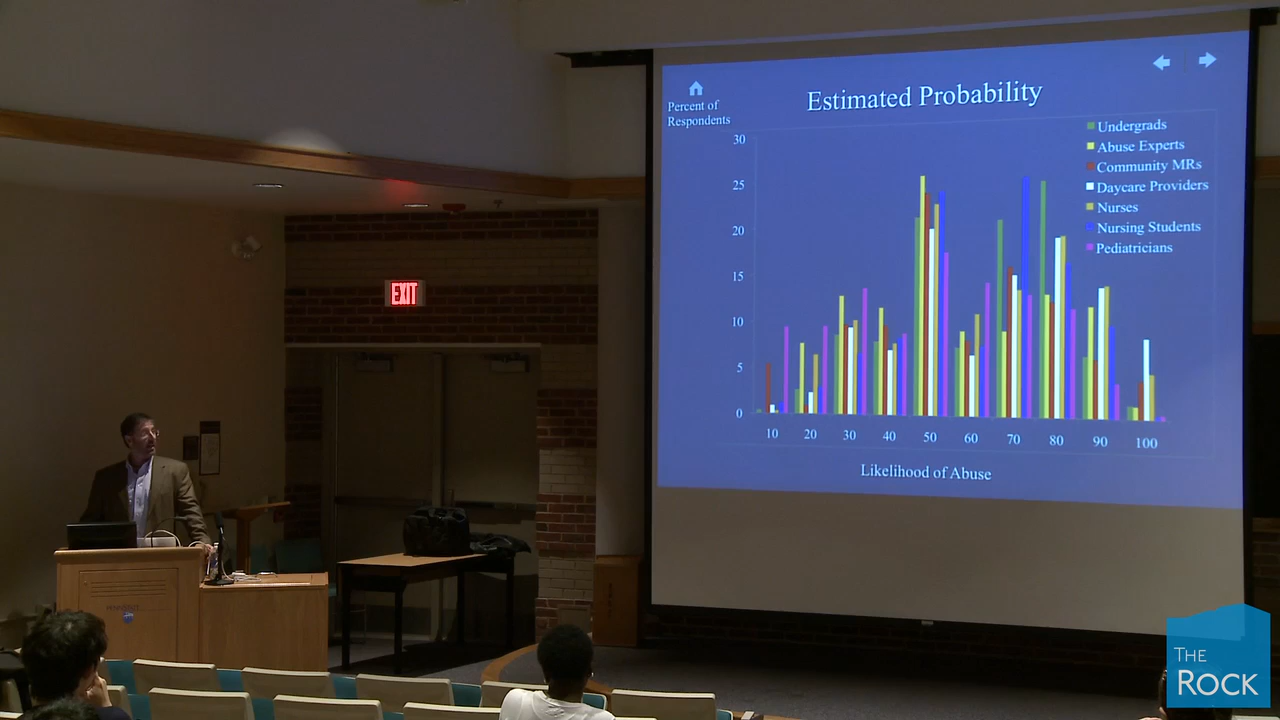 Estimated Probability
Percent of
Respondents
Undergrads
Abuse Experts
Community MRs
Daycare Providers
Nurses
Nursing Students
Pediatricians
30
25
20
15
10
5
0
10 20 30 40 50 60 70 80 90 100
Likelihood of Abuse
EXIT
THE
ROCK